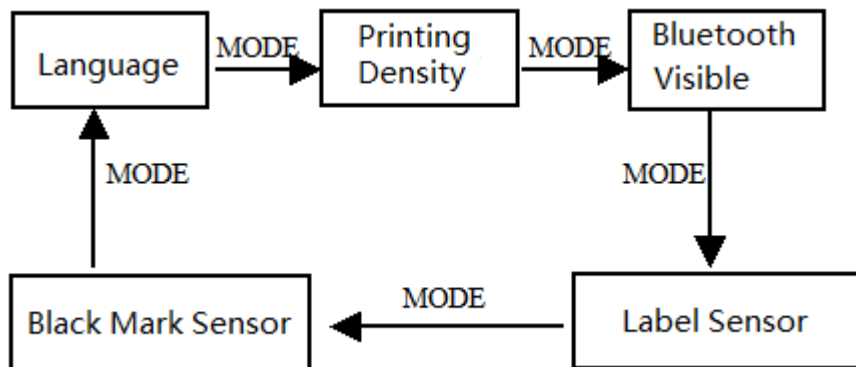 Language
MODE
Printing
Density
MODE
Bluetooth
Visible
MODE
MODE
Black Mark Sensor
MODE
Label Sensor